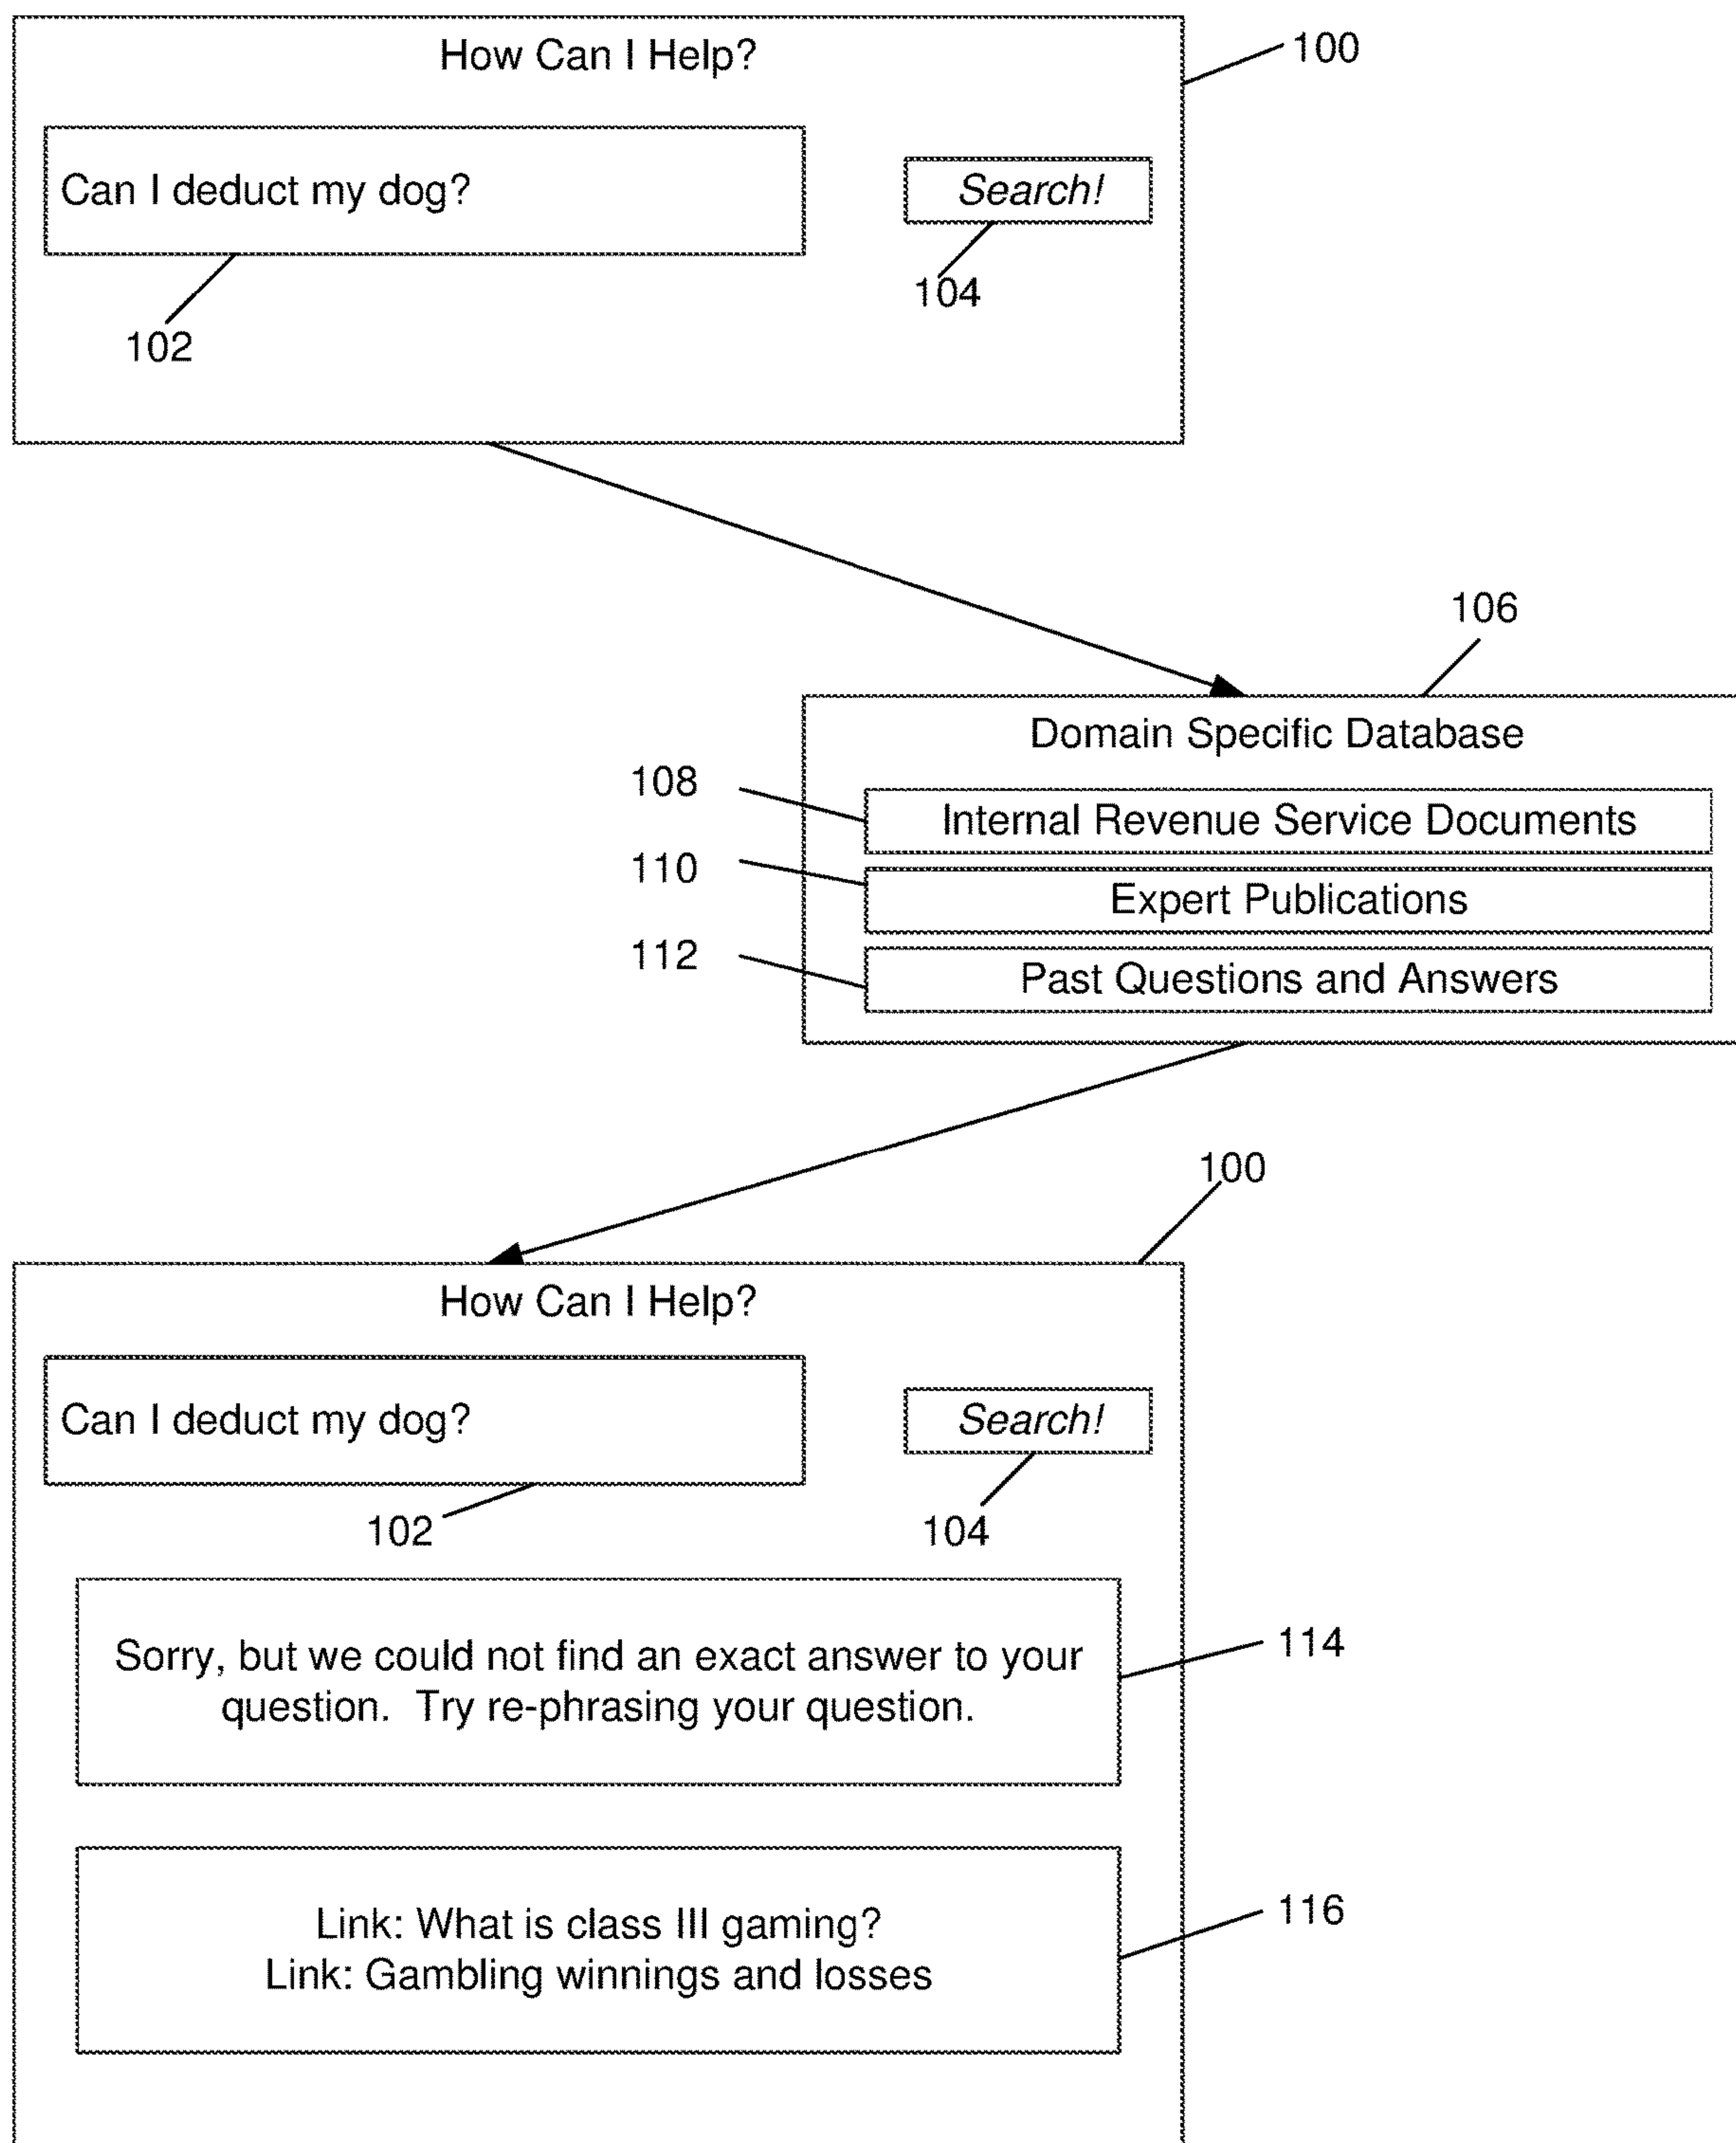 How Can I Help?
100
Can I deduct my dog?
Search!
104
102
106
Domain Specific Database
108
Internal Revenue Service Documents
110
Expert Publications
112
Past Questions and Answers
100
How Can I Help?
Can I deduct my dog?
Search!
102
104
Sorry, but we could not find an exact answer to your
question.  Try re-phrasing your question.
114
Link: What is class III gaming?
Link: Gambling winnings and losses
116